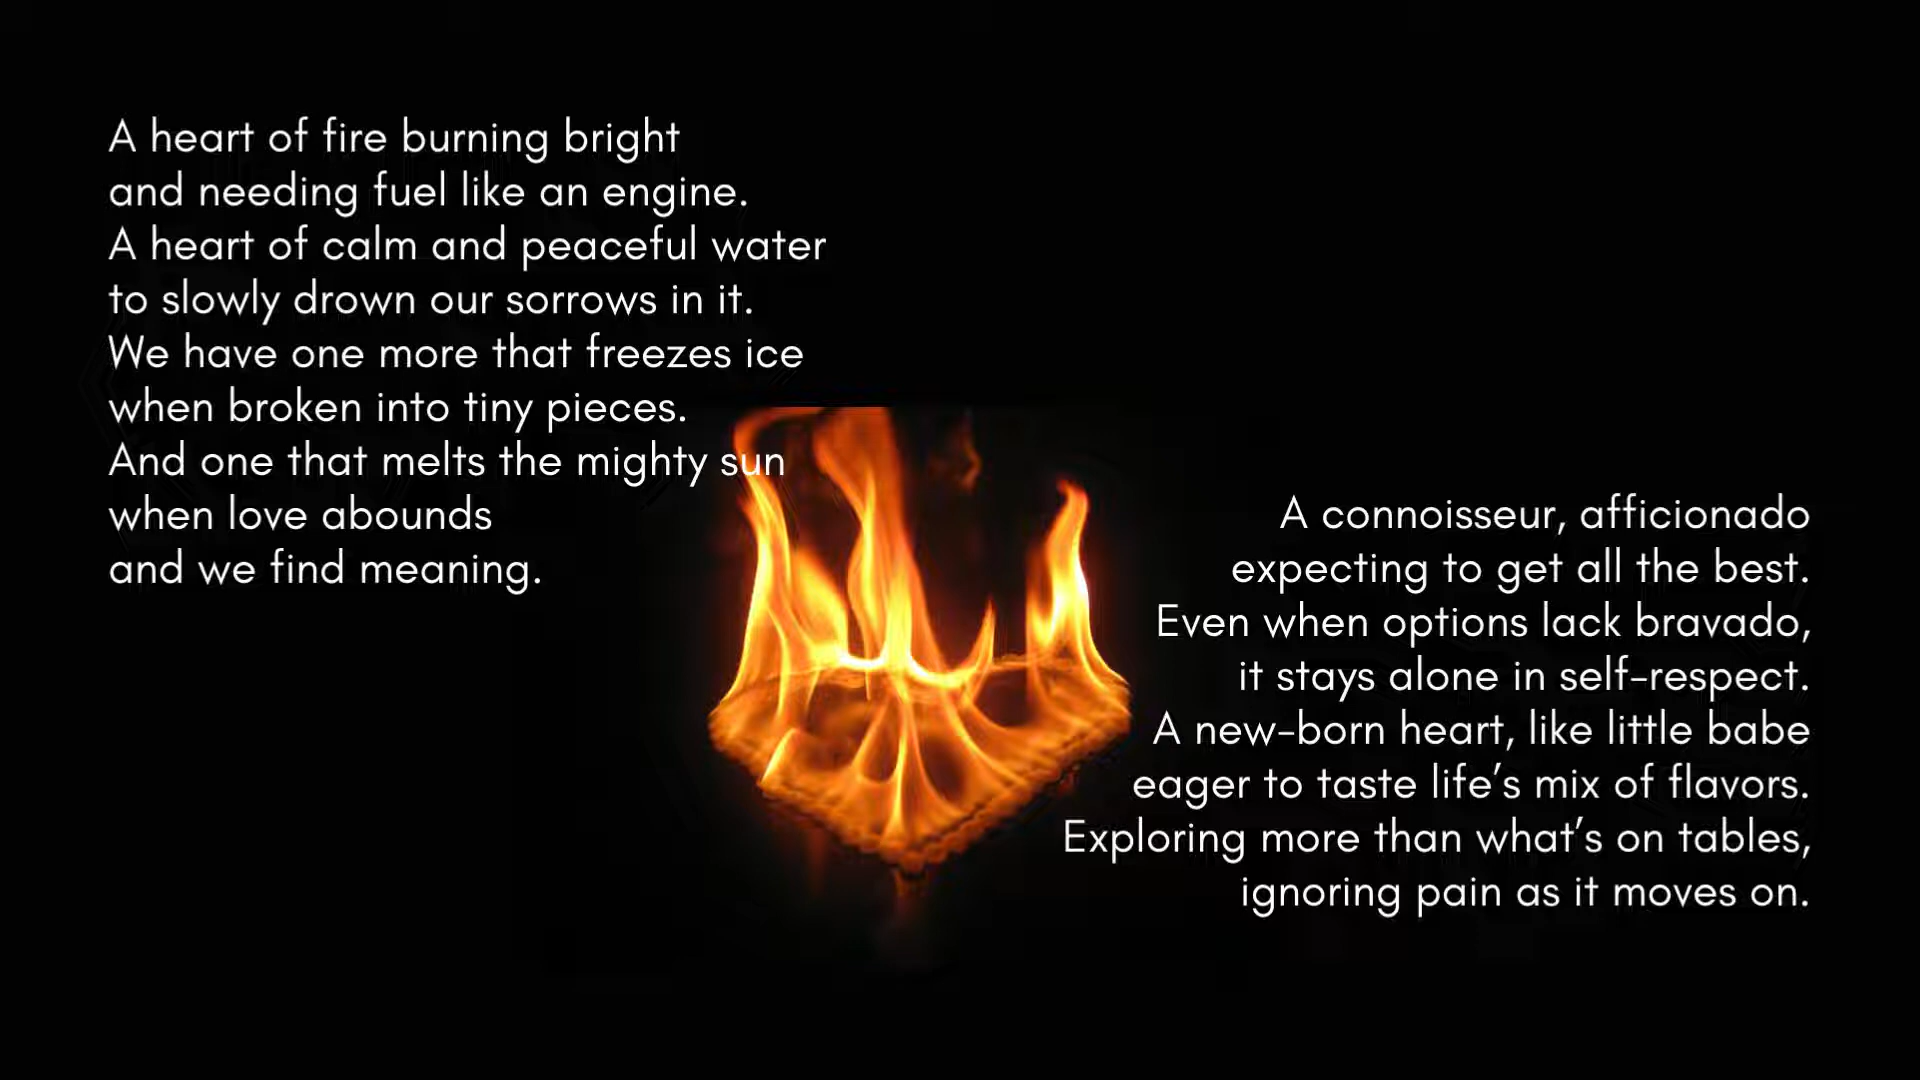 A heart of fire burning bright
and needing fuel like an engine.
A heart of calm and peaceful water
to slowly drown our sorrows in it.
We have one more that freezes ice
when broken into tiny pieces.
And one that melts the mighty sun
when love abounds
and we find meaning.
A connoisseur, afficionado
expecting to get all the best.
Even when options lack bravado,
it stays alone in self-respect.
A new-born heart, like little babe
eager to taste life’s mix of flavors.
Exploring more than what’s on tables,
ignoring pain as it moves on.